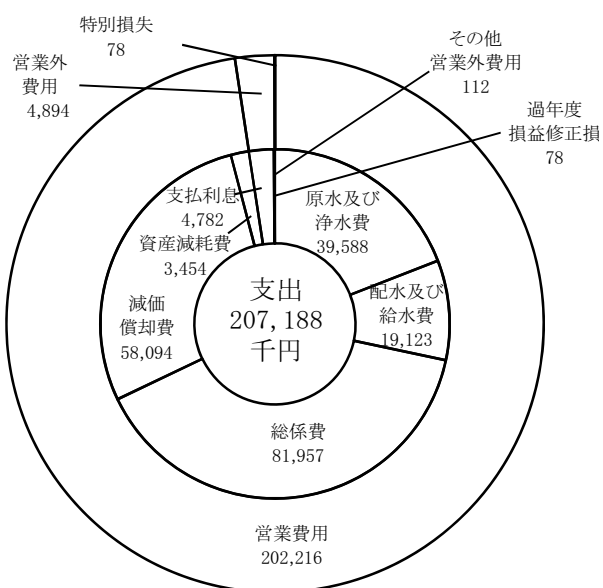 特別損失
78
営業外
費用
4,894
その他
営業外費用
112
過年度
損益修正損
78
支払利息
4,782
資産減耗費
3,454
原水及び
浄水費
39,588
配水及び
給水費
19,123
減価
償却費
58,094
支出
207,188
千円
総係費
81,957
営業費用
202,216